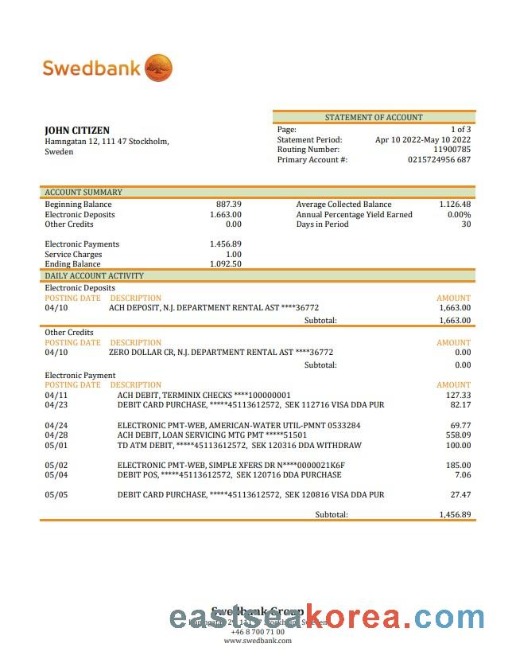 Swedbank
STATEMENT OF ACCOUNT
JOHN CITIZEN
Hamngatan 12, 111 47 Stockholm,
Sweden
Page: 1 of 3
Statement Period: Apr 10 2022-May 10 2022
Routing Number: 11900785
Primary Account #: 0215724956 687
ACCOUNT SUMMARY
Beginning Balance 887.39 Average Collected Balance 1.126.48
Electronic Deposits 1.663.00 Annual Percentage Yield Earned 0.00%
Other Credits 0.00 Days in Period 30
Electronic Payments 1.456.89
Service Charges 1.00
Ending Balance 1.092.50
DAILY ACCOUNT ACTIVITY
Electronic Deposits
POSTING DATE DESCRIPTION AMOUNT
04/10 ACH DEPOSIT, N.J. DEPARTMENT RENTAL AST ****36772 1,663.00
Subtotal: 1,663.00
Other Credits
POSTING DATE DESCRIPTION AMOUNT
04/10 ZERO DOLLAR CR, N.J. DEPARTMENT RENTAL AST ****36772 0.00
Subtotal: 0.00
Electronic Payment
POSTING DATE DESCRIPTION AMOUNT
04/11 ACH DEBIT, TERMINIX CHECKS ****100000001 127.33
04/23 DEBIT CARD PURCHASE, *****45113612572, SEK 112716 VISA DDA PUR 82.17
04/24 ELECTRONIC PMT-WEB, AMERICAN-WATER UTIL-PMNT 0533284 69.77
04/28 ACH DEBIT, LOAN SERVICING MTG PMT *****51501 558.09
05/01 TD ATM DEBIT, *****45113612572, SEK 120316 DDA WITHDRAW 100.00
05/02 ELECTRONIC PMT-WEB, SIMPLE XFERS DR N****0000021K6F 185.00
05/04 DEBIT POS, *****45113612572, SEK 120716 DDA PURCHASE 7.06
05/05 DEBIT CARD PURCHASE, *****45113612572, SEK 120816 VISA DDA PUR 27.47
Subtotal: 1,456.89
Swedbank Group
eastseakorea.com
+46 8 700 71 00
www.swedbank.com